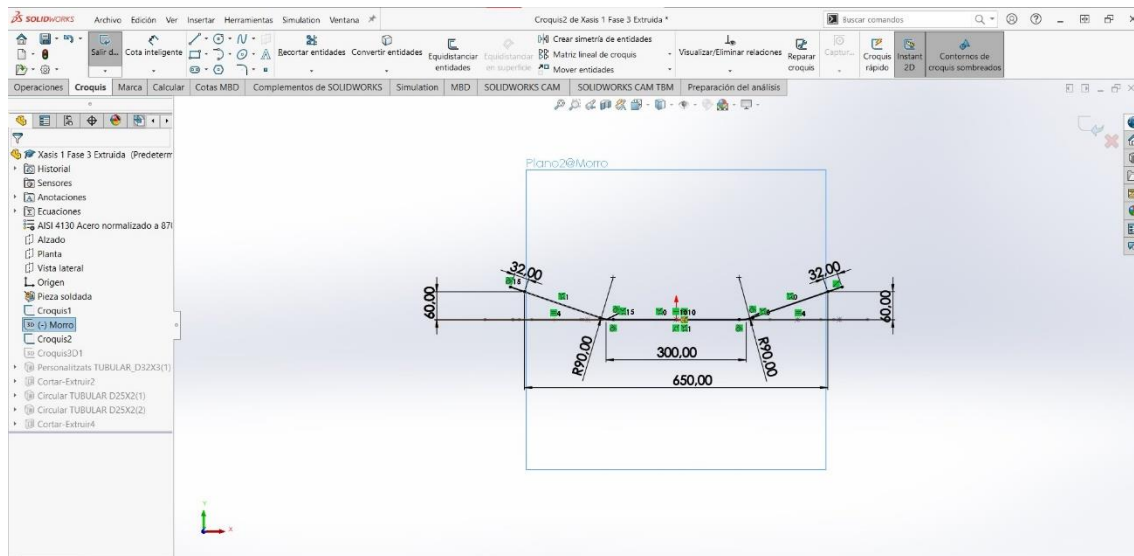 SOLIDWORKS Archivo Edición Ver Insertar Herramientas Simulation Ventana Croquis2 de Xasis 1 Fase 3 Extruida * Buscar comandos
Salir d... Cota inteligente Recortar entidades Convertir entidades Equidistanciar entidades Equidistanciar en superficie Crear simetría de entidades Visualizar/Eliminar relaciones Reparar croquis Captur... Croquis rápido Instant 2D Contornos de croquis sombreados
Matriz lineal de croquis
Mover entidades
Operaciones Croquis Marca Calcular Cotas MBD Complementos de SOLIDWORKS Simulation MBD SOLIDWORKS CAM SOLIDWORKS CAM TBM Preparación del análisis
Xasis 1 Fase 3 Extruida (Predeterm
Historial
Sensores
Anotaciones
Ecuaciones
AISI 4130 Acero normalizado a 870
Alzado
Planta
Vista lateral
Origen
Pieza soldada
Croquis1
3D (-) Morro
Croquis2
Croquis3D1
Personalitzats TUBULAR_D32X3(1)
Cortar-Extruir2
Circular TUBULAR D25X2(1)
Circular TUBULAR D25X2(2)
Cortar-Extruir4
Plano2@Morro
32,00
32,00
60,00
60,00
R90,00
R90,00
300,00
650,00